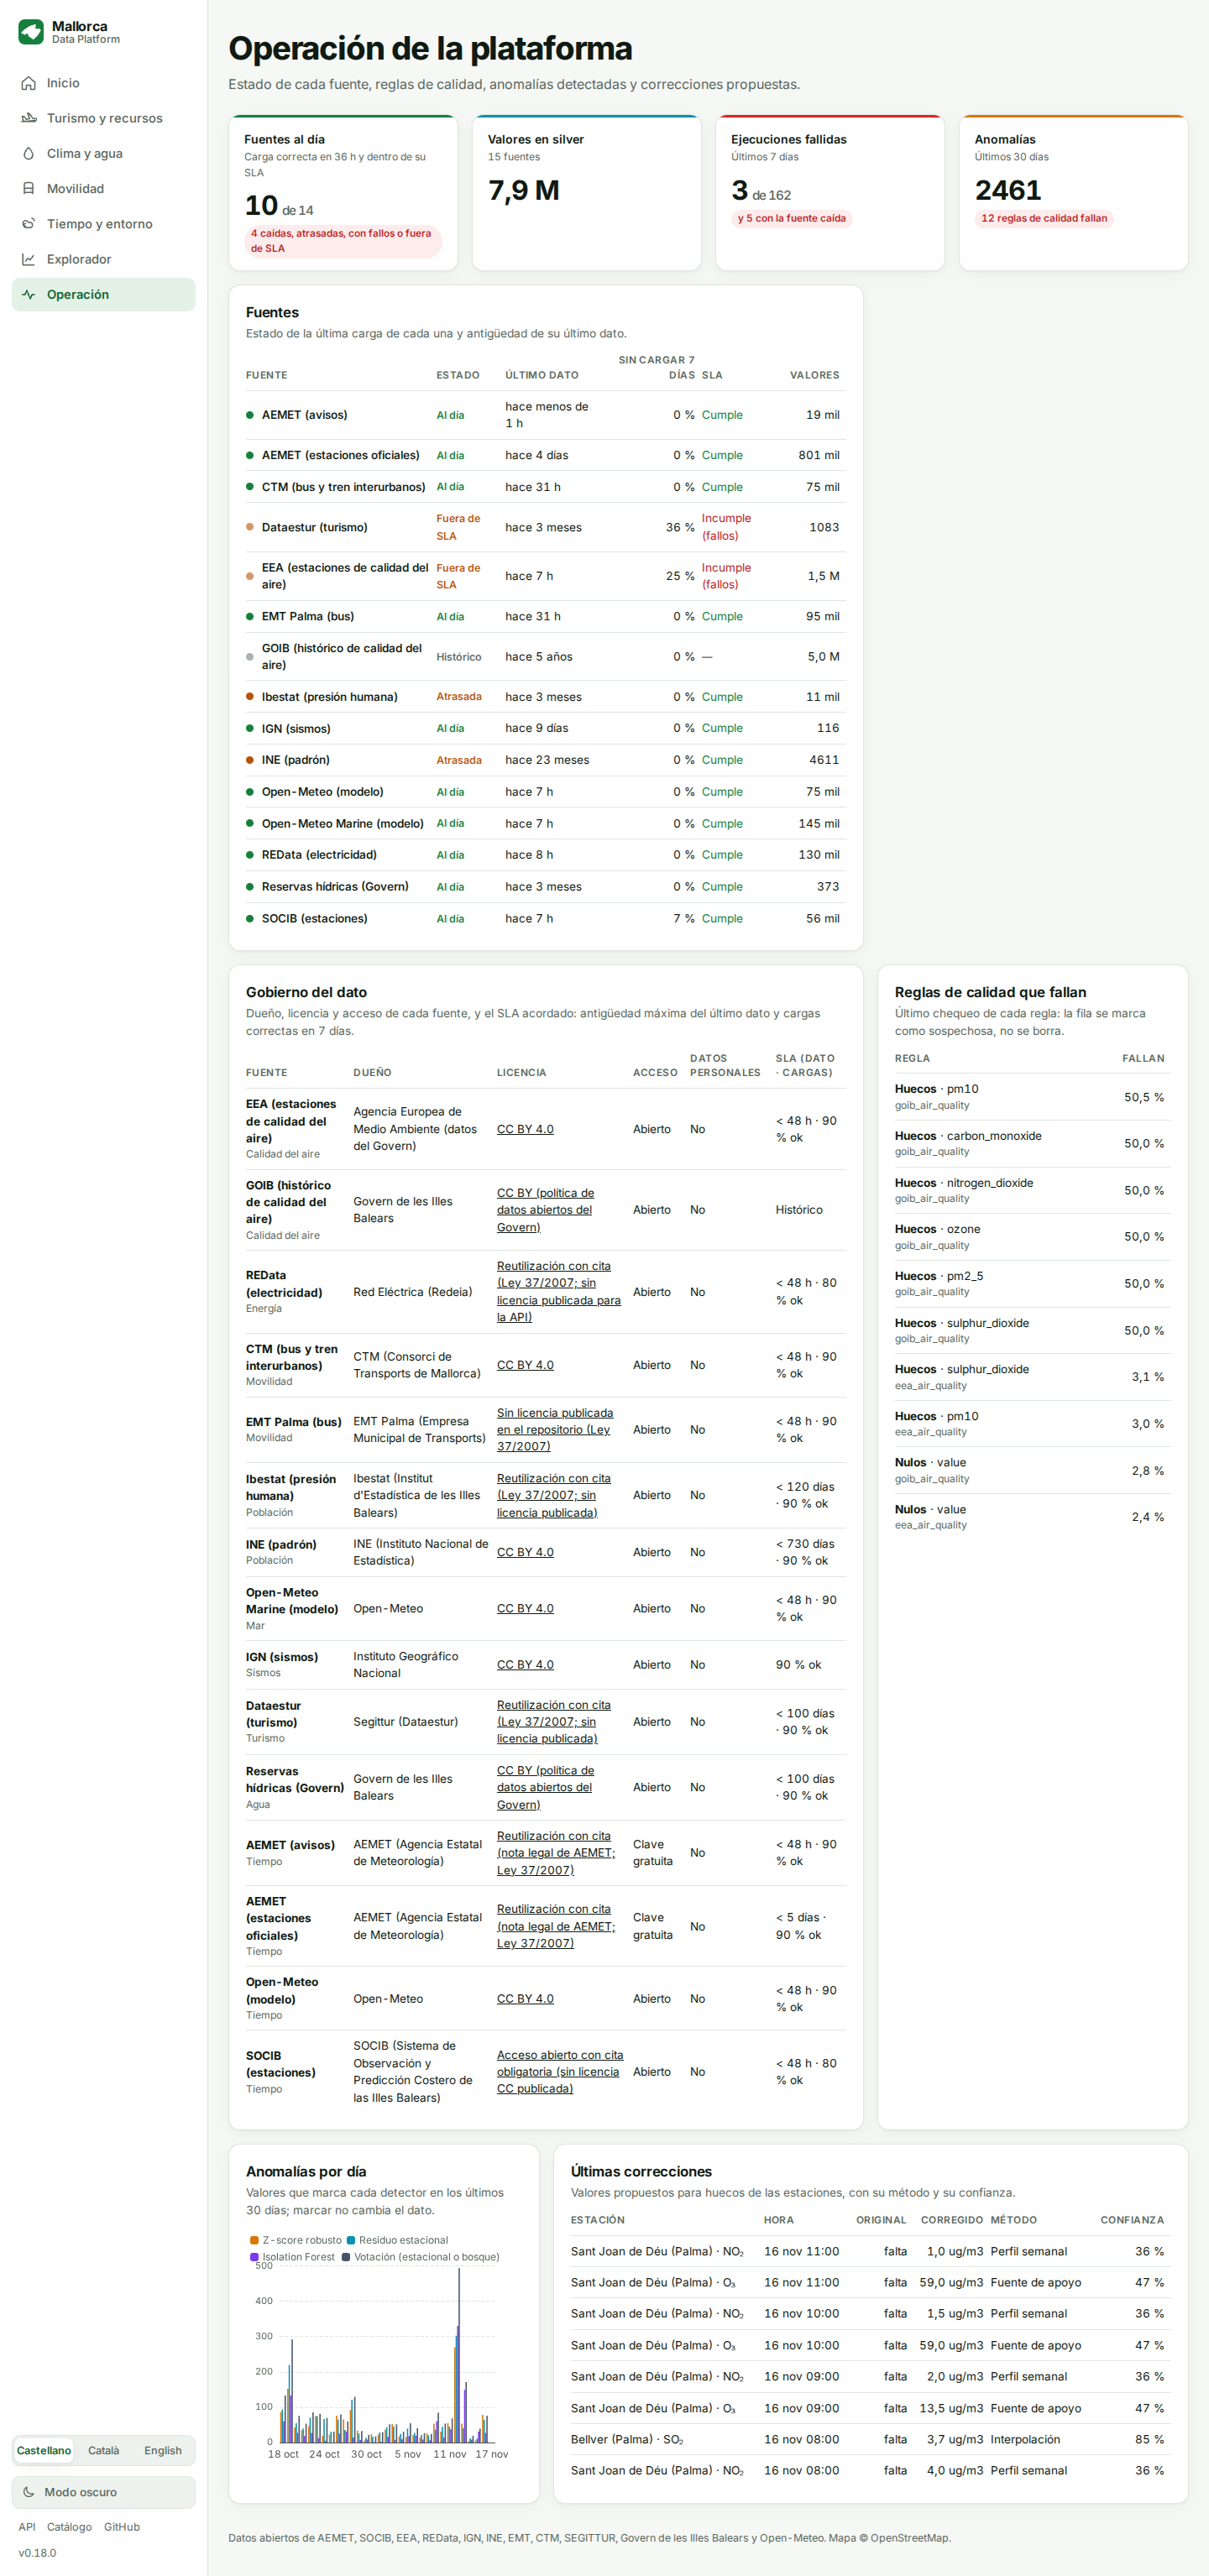 Mallorca
Data Platform
Inicio
Turismo y recursos
Clima y agua
Movilidad
Tiempo y entorno
Explorador
Operación
Operación de la plataforma
Estado de cada fuente, reglas de calidad, anomalías detectadas y correcciones propuestas.
Fuentes al día
Carga correcta en 36 h y dentro de su
SLA
10 de 14
4 caídas, atrasadas, con fallos o fuera
de SLA
Valores en silver
15 fuentes
7,9 M
Ejecuciones fallidas
Últimos 7 días
3 de 162
y 5 con la fuente caída
Anomalías
Últimos 30 días
2461
12 reglas de calidad fallan
Fuentes
Estado de la última carga de cada una y antigüedad de su último dato.
SIN CARGAR 7
FUENTE ESTADO ÚLTIMO DATO DÍAS SLA VALORES
AEMET (avisos) Al día hace menos de
1 h 0 % Cumple 19 mil
AEMET (estaciones oficiales) Al día hace 4 días 0 % Cumple 801 mil
CTM (bus y tren interurbanos) Al día hace 31 h 0 % Cumple 75 mil
Dataestur (turismo) Fuera de
SLA hace 3 meses 36 % Incumple
(fallos) 1083
EEA (estaciones de calidad del
aire) Fuera de
SLA hace 7 h 25 % Incumple
(fallos) 1,5 M
EMT Palma (bus) Al día hace 31 h 0 % Cumple 95 mil
GOIB (histórico de calidad del
aire) Histórico hace 5 años 0 % — 5,0 M
Ibestat (presión humana) Atrasada hace 3 meses 0 % Cumple 11 mil
IGN (sismos) Al día hace 9 días 0 % Cumple 116
INE (padrón) Atrasada hace 23 meses 0 % Cumple 4611
Open-Meteo (modelo) Al día hace 7 h 0 % Cumple 75 mil
Open-Meteo Marine (modelo) Al día hace 7 h 0 % Cumple 145 mil
REData (electricidad) Al día hace 8 h 0 % Cumple 130 mil
Reservas hídricas (Govern) Al día hace 3 meses 0 % Cumple 373
SOCIB (estaciones) Al día hace 7 h 7 % Cumple 56 mil
Gobierno del dato
Dueño, licencia y acceso de cada fuente, y el SLA acordado: antigüedad máxima del último dato y cargas
correctas en 7 días.
FUENTE DUEÑO LICENCIA ACCESO DATOS
PERSONALES SLA (DATO
· CARGAS)
EEA (estaciones
de calidad del
aire)
Calidad del aire
Agencia Europea de
Medio Ambiente (datos
del Govern)
CC BY 4.0 Abierto No < 48 h · 90
% ok
GOIB (histórico
de calidad del
aire)
Calidad del aire
Govern de les Illes
Balears
CC BY (política de
datos abiertos del
Govern)
Abierto No Histórico
REData
(electricidad)
Energía
Red Eléctrica (Redeia)
Reutilización con cita
(Ley 37/2007; sin
licencia publicada para
la API)
Abierto No < 48 h · 80
% ok
CTM (bus y tren
interurbanos)
Movilidad
CTM (Consorci de
Transports de Mallorca)
CC BY 4.0 Abierto No < 48 h · 90
% ok
EMT Palma (bus)
Movilidad
EMT Palma (Empresa
Municipal de Transports)
Sin licencia publicada
en el repositorio (Ley
37/2007)
Abierto No < 48 h · 90
% ok
Ibestat (presión
humana)
Población
Ibestat (Institut
d'Estadística de les Illes
Balears)
Reutilización con cita
(Ley 37/2007; sin
licencia publicada)
Abierto No < 120 días
· 90 % ok
INE (padrón)
Población
INE (Instituto Nacional de
Estadística)
CC BY 4.0 Abierto No < 730 días
· 90 % ok
Open-Meteo
Marine (modelo)
Mar
Open-Meteo CC BY 4.0 Abierto No < 48 h · 90
% ok
IGN (sismos)
Sismos
Instituto Geográfico
Nacional
CC BY 4.0 Abierto No 90 % ok
Dataestur
(turismo)
Turismo
Segittur (Dataestur)
Reutilización con cita
(Ley 37/2007; sin
licencia publicada)
Abierto No < 100 días
· 90 % ok
Reservas
hídricas (Govern)
Agua
Govern de les Illes
Balears
CC BY (política de
datos abiertos del
Govern)
Abierto No < 100 días
· 90 % ok
AEMET (avisos)
Tiempo
AEMET (Agencia Estatal
de Meteorología)
Reutilización con cita
(nota legal de AEMET;
Ley 37/2007)
Clave
gratuita
No < 48 h · 90
% ok
AEMET
(estaciones
oficiales)
Tiempo
AEMET (Agencia Estatal
de Meteorología)
Reutilización con cita
(nota legal de AEMET;
Ley 37/2007)
Clave
gratuita
No < 5 días ·
90 % ok
Open-Meteo
(modelo)
Tiempo
Open-Meteo CC BY 4.0 Abierto No < 48 h · 90
% ok
SOCIB
(estaciones)
Tiempo
SOCIB (Sistema de
Observación y
Predicción Costero de
las Illes Balears)
Acceso abierto con cita
obligatoria (sin licencia
CC publicada)
Abierto No < 48 h · 80
% ok
Reglas de calidad que fallan
Último chequeo de cada regla: la fila se marca
como sospechosa, no se borra.
REGLA FALLAN
Huecos · pm10 50,5 %
goib_air_quality
Huecos · carbon_monoxide 50,0 %
goib_air_quality
Huecos · nitrogen_dioxide 50,0 %
goib_air_quality
Huecos · ozone 50,0 %
goib_air_quality
Huecos · pm2_5 50,0 %
goib_air_quality
Huecos · sulphur_dioxide 50,0 %
goib_air_quality
Huecos · sulphur_dioxide 3,1 %
eea_air_quality
Huecos · pm10 3,0 %
eea_air_quality
Nulos · value 2,8 %
goib_air_quality
Nulos · value 2,4 %
eea_air_quality
Anomalías por día
Valores que marca cada detector en los últimos
30 días; marcar no cambia el dato.
Z-score robusto Residuo estacional
Isolation Forest Votación (estacional o bosque)
500
400
300
200
100
0
18 oct 24 oct 30 oct 5 nov 11 nov 17 nov
Últimas correcciones
Valores propuestos para huecos de las estaciones, con su método y su confianza.
ESTACIÓN HORA ORIGINAL CORREGIDO MÉTODO CONFIANZA
Sant Joan de Déu (Palma) · NO₂ 16 nov 11:00 falta 1,0 ug/m3 Perfil semanal 36 %
Sant Joan de Déu (Palma) · O₃ 16 nov 11:00 falta 59,0 ug/m3 Fuente de apoyo 47 %
Sant Joan de Déu (Palma) · NO₂ 16 nov 10:00 falta 1,5 ug/m3 Perfil semanal 36 %
Sant Joan de Déu (Palma) · O₃ 16 nov 10:00 falta 59,0 ug/m3 Fuente de apoyo 47 %
Sant Joan de Déu (Palma) · NO₂ 16 nov 09:00 falta 2,0 ug/m3 Perfil semanal 36 %
Sant Joan de Déu (Palma) · O₃ 16 nov 09:00 falta 13,5 ug/m3 Fuente de apoyo 47 %
Bellver (Palma) · SO₂ 16 nov 08:00 falta 3,7 ug/m3 Interpolación 85 %
Sant Joan de Déu (Palma) · NO₂ 16 nov 08:00 falta 4,0 ug/m3 Perfil semanal 36 %
Castellano Català English
Modo oscuro
API Catálogo GitHub
v0.18.0
Datos abiertos de AEMET, SOCIB, EEA, REData, IGN, INE, EMT, CTM, SEGITTUR, Govern de les Illes Balears y Open-Meteo. Mapa © OpenStreetMap.